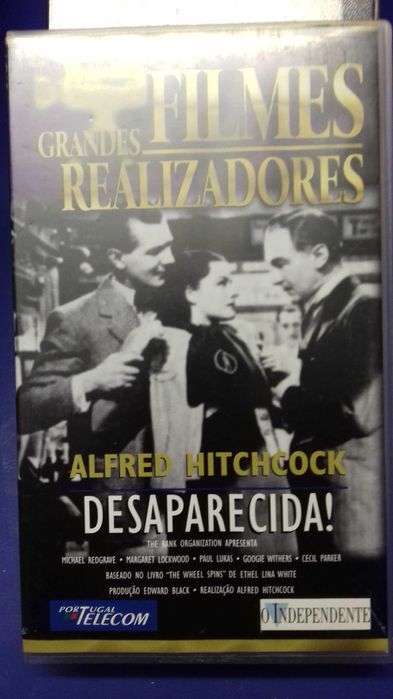 GRANDES FILMES
REALIZADORES
ALFRED HITCHCOCK
DESAPARECIDA!
THE RANK ORGANIZATION APRESENTA
MICHAEL REDGRAVE • MARGARET LOCKWOOD • PAUL LUKAS • GOOGIE WITHERS • CECIL PARKER
BASEADO NO LIVRO "THE WHEEL SPINS" DE ETHEL LINA WHITE
PRODUÇÃO EDWARD BLACK • REALIZAÇÃO ALFRED HITCHCOCK
PORTUGAL
TELECOM
O INDEPENDENTE